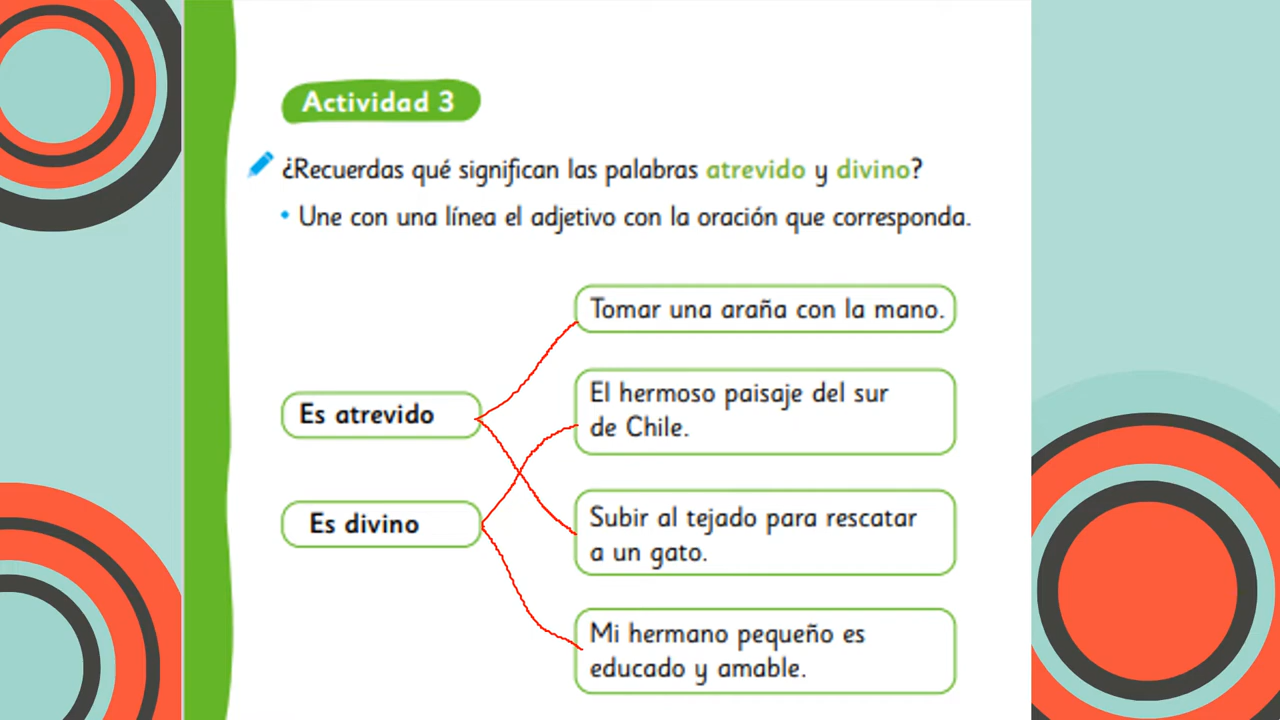 Actividad 3
¿Recuerdas qué significan las palabras atrevido y divino?
• Une con una línea el adjetivo con la oración que corresponda.
Tomar una araña con la mano.
El hermoso paisaje del sur
de Chile.
Es atrevido
Es divino
Subir al tejado para rescatar
a un gato.
Mi hermano pequeño es
educado y amable.